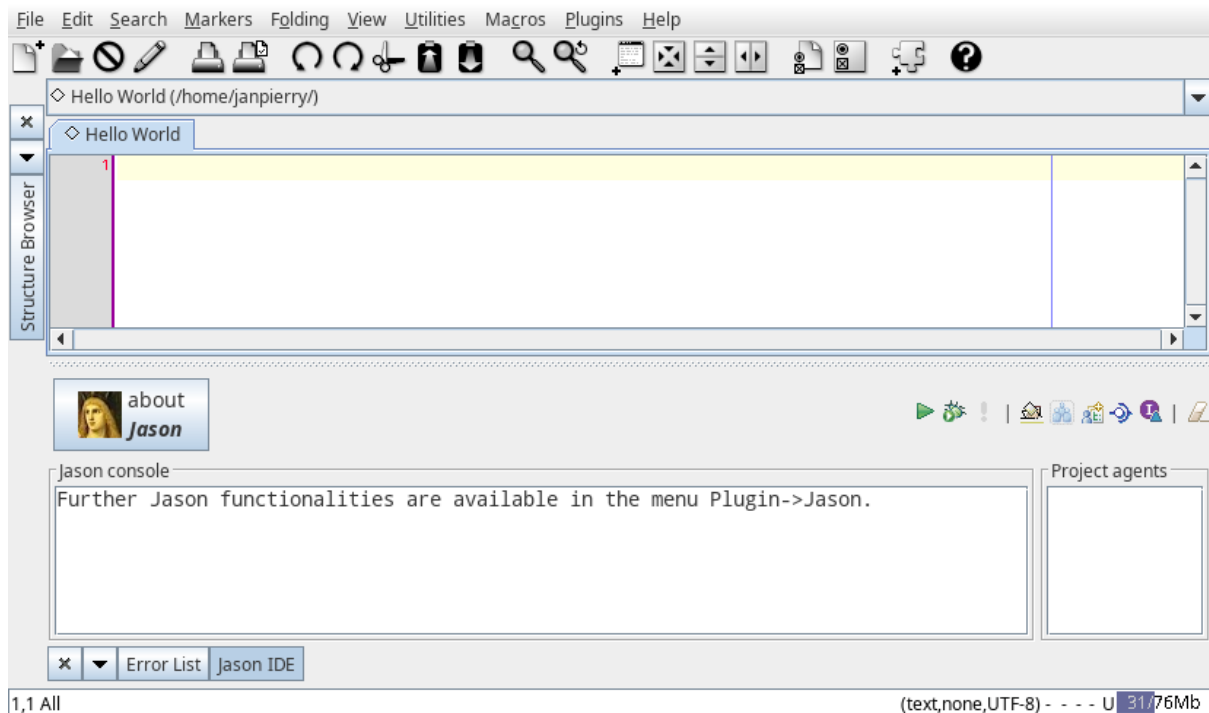 File Edit Search Markers Folding View Utilities Macros Plugins Help
Hello World (/home/janpierry/)
Hello World
1
Structure Browser
about
Jason
Jason console
Project agents
Further Jason functionalities are available in the menu Plugin->Jason.
Error List Jason IDE
1,1 All
(text,none,UTF-8) - - - - U 31/76Mb